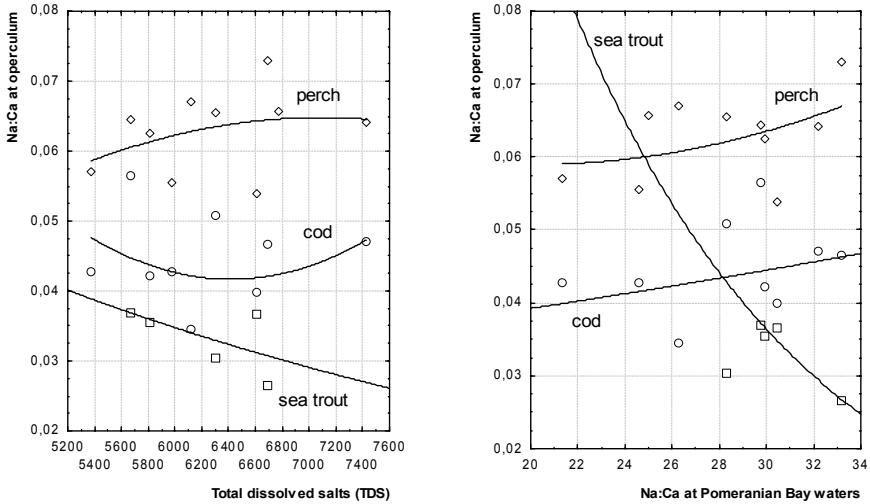 Na:Ca at operculum
0,08
0,07
0,06
0,05
0,04
0,03
0,02
perch
cod
sea trout
5200 5600 6000 6400 6800 7200 7600
5400 5800 6200 6600 7000 7400
Total dissolved salts (TDS)
Na:Ca at operculum
0,08
0,07
0,06
0,05
0,04
0,03
0,02
sea trout
perch
cod
20 22 24 26 28 30 32 34
Na:Ca at Pomeranian Bay waters